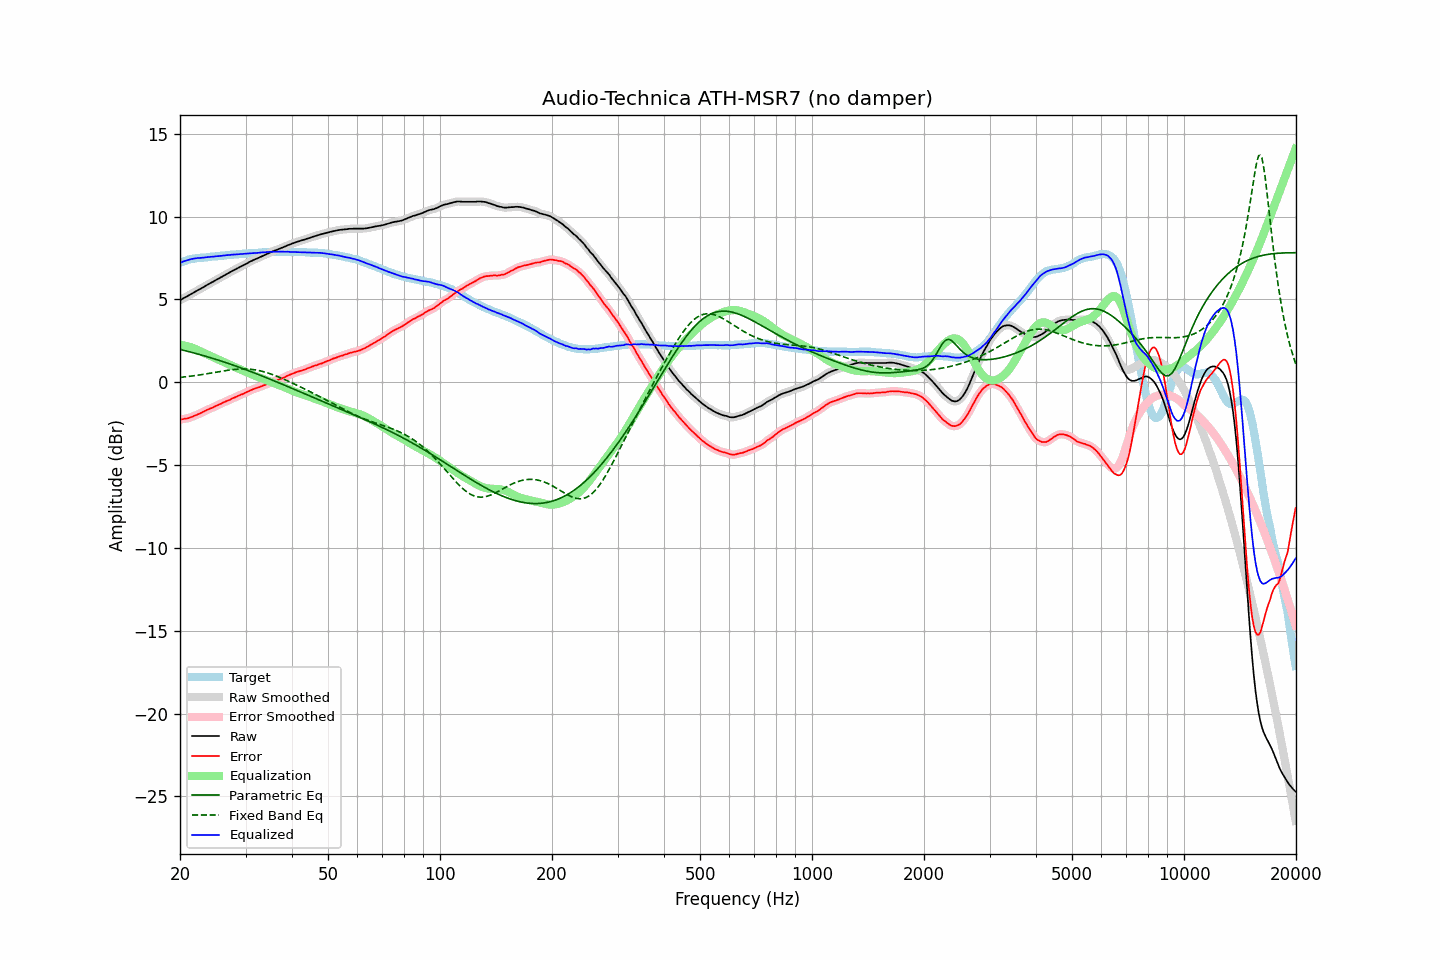 Audio-Technica ATH-MSR7 (no damper)
15
10
5
0
−5
−10
−15
−20
−25
Amplitude (dBr)
Target
Raw Smoothed
Error Smoothed
Raw
Error
Equalization
Parametric Eq
Fixed Band Eq
Equalized
20 50 100 200 500 1000 2000 5000 10000 20000
Frequency (Hz)